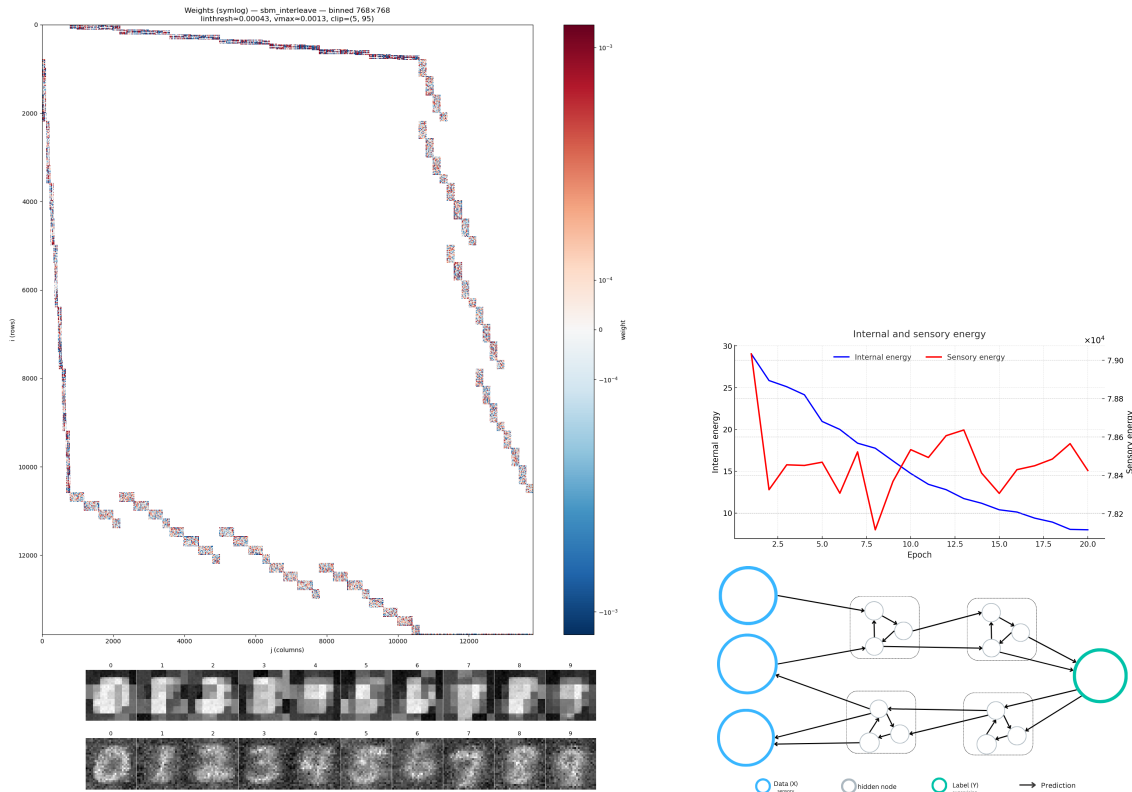 Weights (symlog) — sbm_interleave — binned 768×768
linthresh≈0.00043, vmax≈0.0013, clip=(5, 95)
0
2000
4000
6000
8000
10000
12000
i (rows)
0 2000 4000 6000 8000 10000 12000
j (columns)
10⁻³
10⁻⁴
0
−10⁻⁴
−10⁻³
weight
0 1 2 3 4 5 6 7 8 9
0 1 2 3 4 5 6 7 8 9
Internal and sensory energy
×10⁴
Internal energy Sensory energy
30
25
20
15
10
Internal energy
7.90
7.88
7.86
7.84
7.82
Sensory energy
2.5 5.0 7.5 10.0 12.5 15.0 17.5 20.0
Epoch
Data (X) hidden node Label (Y) Prediction